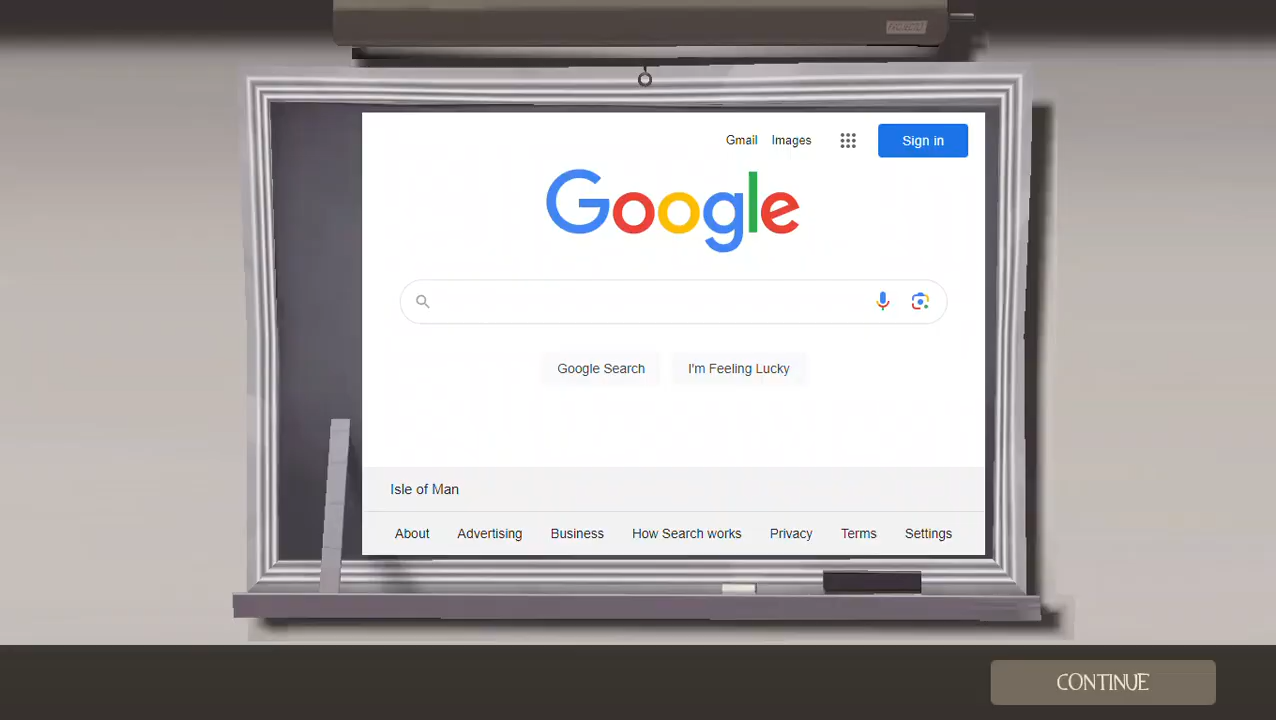 Gmail Images Sign in
Google
Google Search I'm Feeling Lucky
Isle of Man
About Advertising Business How Search works Privacy Terms Settings
CONTINUE